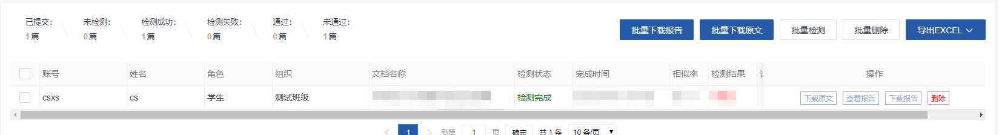 已提交: 未检测: 检测成功: 检测失败: 通过: 未通过:
1篇 0篇 1篇 0篇 0篇 1篇
批量下载报告 批量下载原文 批量检测 批量删除 导出EXCEL
账号 姓名 角色 组织 文档名称 检测状态 完成时间 相似率 检测结果 操作
csxs cs 学生 测试班级 检测完成 下载原文 查看报告 下载报告 删除
1 到第 1 页 确定 共 1 条 10 条/页